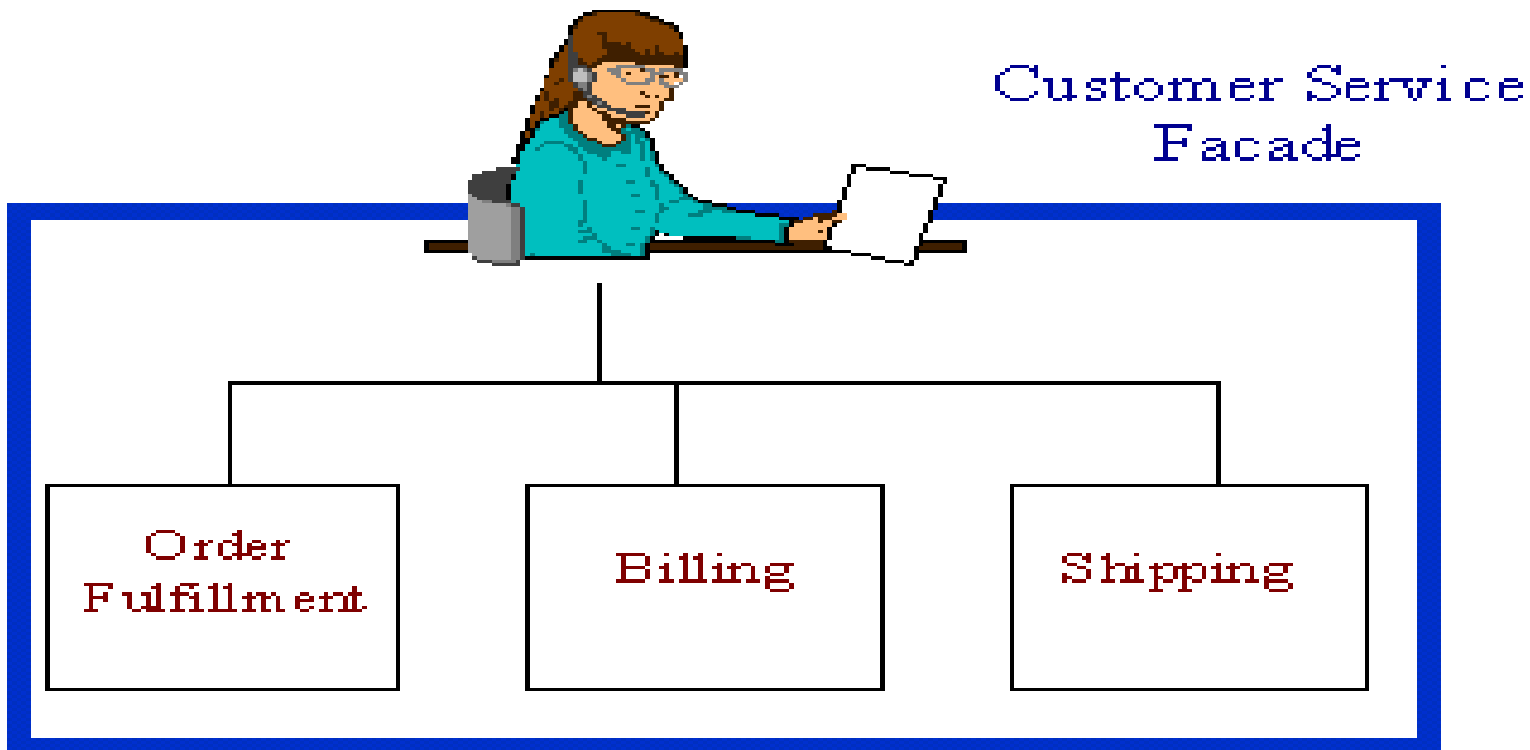 Customer Service
Facade
Order
Fulfillment
Billing
Shipping